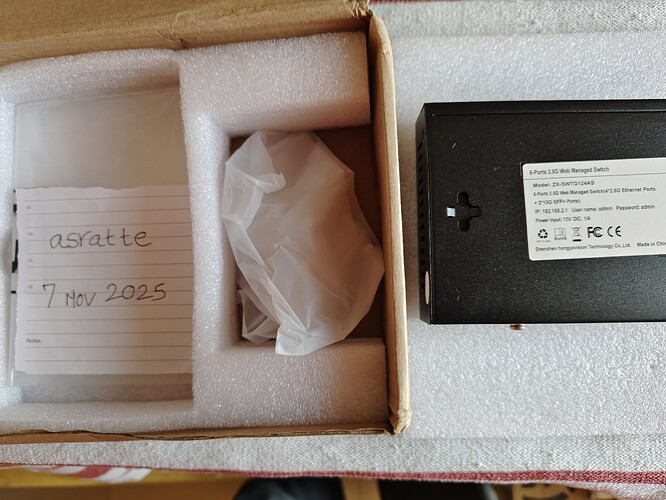 asratte
7 Nov 2025
Notes
6-Ports 2.5G Web Managed Switch
Model: ZX-SWTG124AS
6-Ports 2.5G Web Managed Switch(4*2.5G Ethernet Ports
+ 2*10G SFP+ Ports)
IP: 192.168.2.1 User name: admin Password: admin
Power Input: 12V DC, 1A
RoHS FC CE
Shenzhen hongyavision Technology Co.,Ltd. Made in Chin